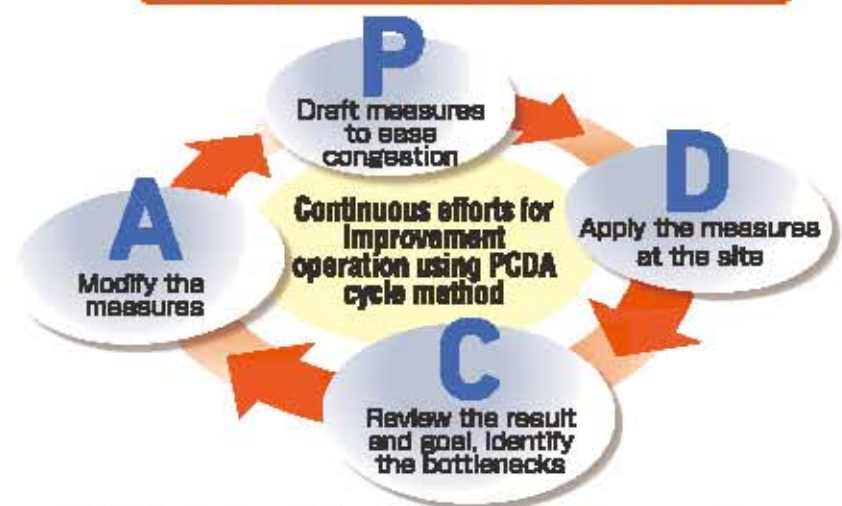 P
Draft measures
to ease
congestion
D
Apply the measures
at the site
C
Review the result
and goal, identify
the bottlenecks
A
Modify the
measures
Continuous efforts for
improvement
operation using PCDA
cycle method